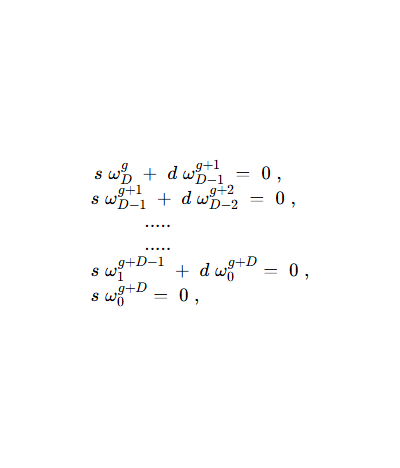 s ω_D^g + d ω_{D−1}^{g+1} = 0 ,
s ω_{D−1}^{g+1} + d ω_{D−2}^{g+2} = 0 ,
.....
.....
s ω_1^{g+D−1} + d ω_0^{g+D} = 0 ,
s ω_0^{g+D} = 0 ,